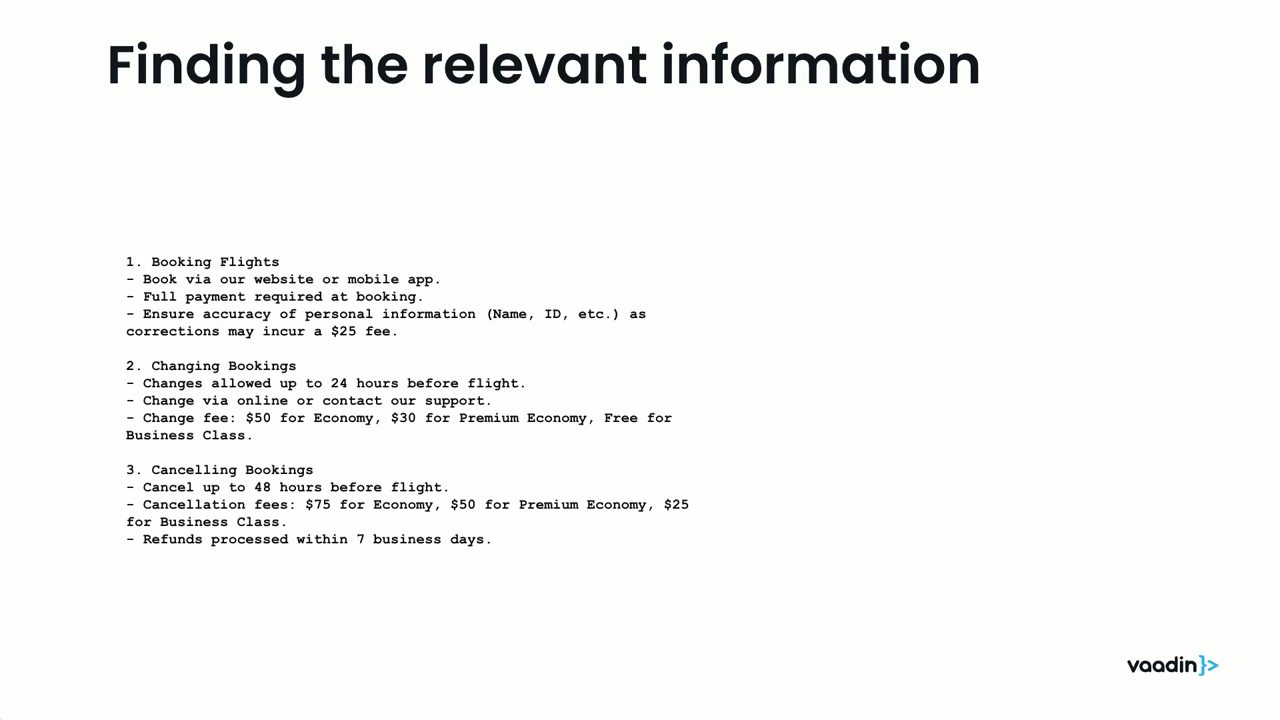 Finding the relevant information
1. Booking Flights
- Book via our website or mobile app.
- Full payment required at booking.
- Ensure accuracy of personal information (Name, ID, etc.) as
corrections may incur a $25 fee.
2. Changing Bookings
- Changes allowed up to 24 hours before flight.
- Change via online or contact our support.
- Change fee: $50 for Economy, $30 for Premium Economy, Free for
Business Class.
3. Cancelling Bookings
- Cancel up to 48 hours before flight.
- Cancellation fees: $75 for Economy, $50 for Premium Economy, $25
for Business Class.
- Refunds processed within 7 business days.
vaadin}>